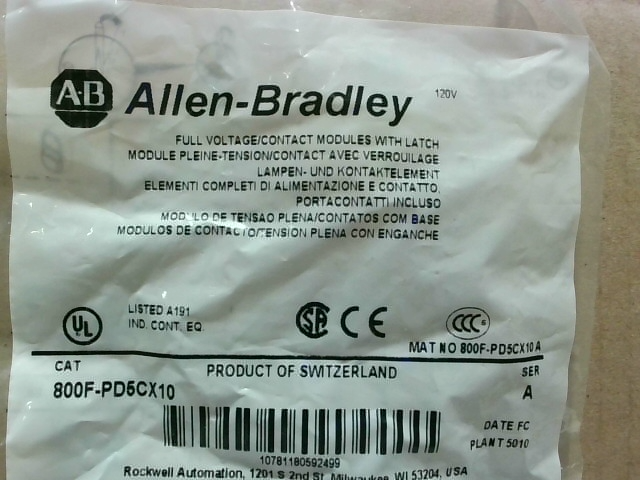 A-B Allen-Bradley 120V
FULL VOLTAGE/CONTACT MODULES WITH LATCH
MODULE PLEINE-TENSION/CONTACT AVEC VERROUILAGE
LAMPEN- UND KONTAKTELEMENT
ELEMENTI COMPLETI DI ALIMENTAZIONE E CONTATTO,
PORTACONTATTI INCLUSO
MODULO DE TENSAO PLENA/CONTATOS COM BASE
MODULOS DE CONTACTO/TENSION PLENA CON ENGANCHE
UL LISTED A191 SP CE CCC S
IND. CONT. EQ.
MAT NO 800F-PD5CX10 A
CAT PRODUCT OF SWITZERLAND SER
800F-PD5CX10 A
DATE FC
PLANT 5010
10781180592499
Rockwell Automation, 1201 S 2nd St, Milwaukee, WI 53204, USA